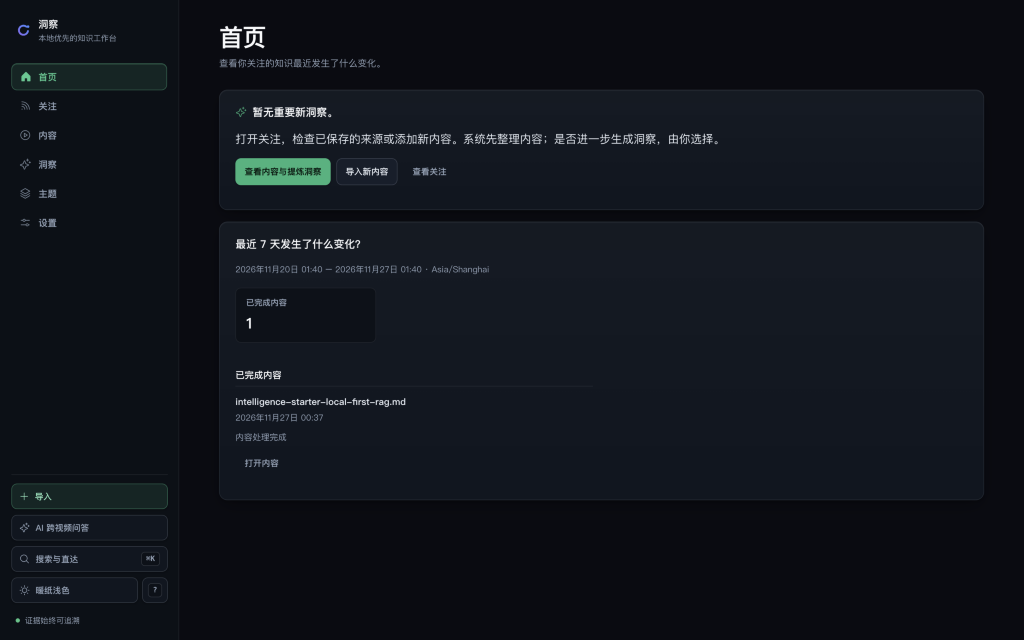 洞察
本地优先的知识工作台
首页
关注
内容
洞察
主题
设置
导入
AI 跨视频问答
搜索与直达 ⌘K
暖纸浅色 ?
证据始终可追溯
首页
查看你关注的知识最近发生了什么变化。
暂无重要新洞察。
打开关注，检查已保存的来源或添加新内容。系统先整理内容；是否进一步生成洞察，由你选择。
查看内容与提炼洞察 导入新内容 查看关注
最近 7 天发生了什么变化?
2026年11月20日 01:40 — 2026年11月27日 01:40 · Asia/Shanghai
已完成内容
1
已完成内容
intelligence-starter-local-first-rag.md
2026年11月27日 00:37
内容处理完成
打开内容